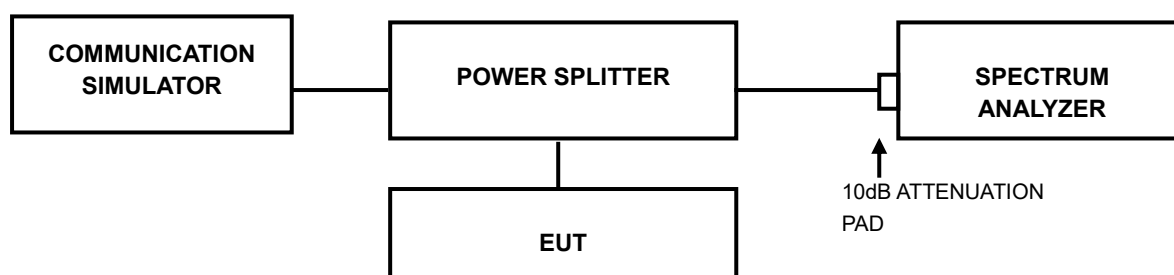 COMMUNICATION
SIMULATOR
POWER SPLITTER
SPECTRUM
ANALYZER
10dB ATTENUATION
PAD
EUT